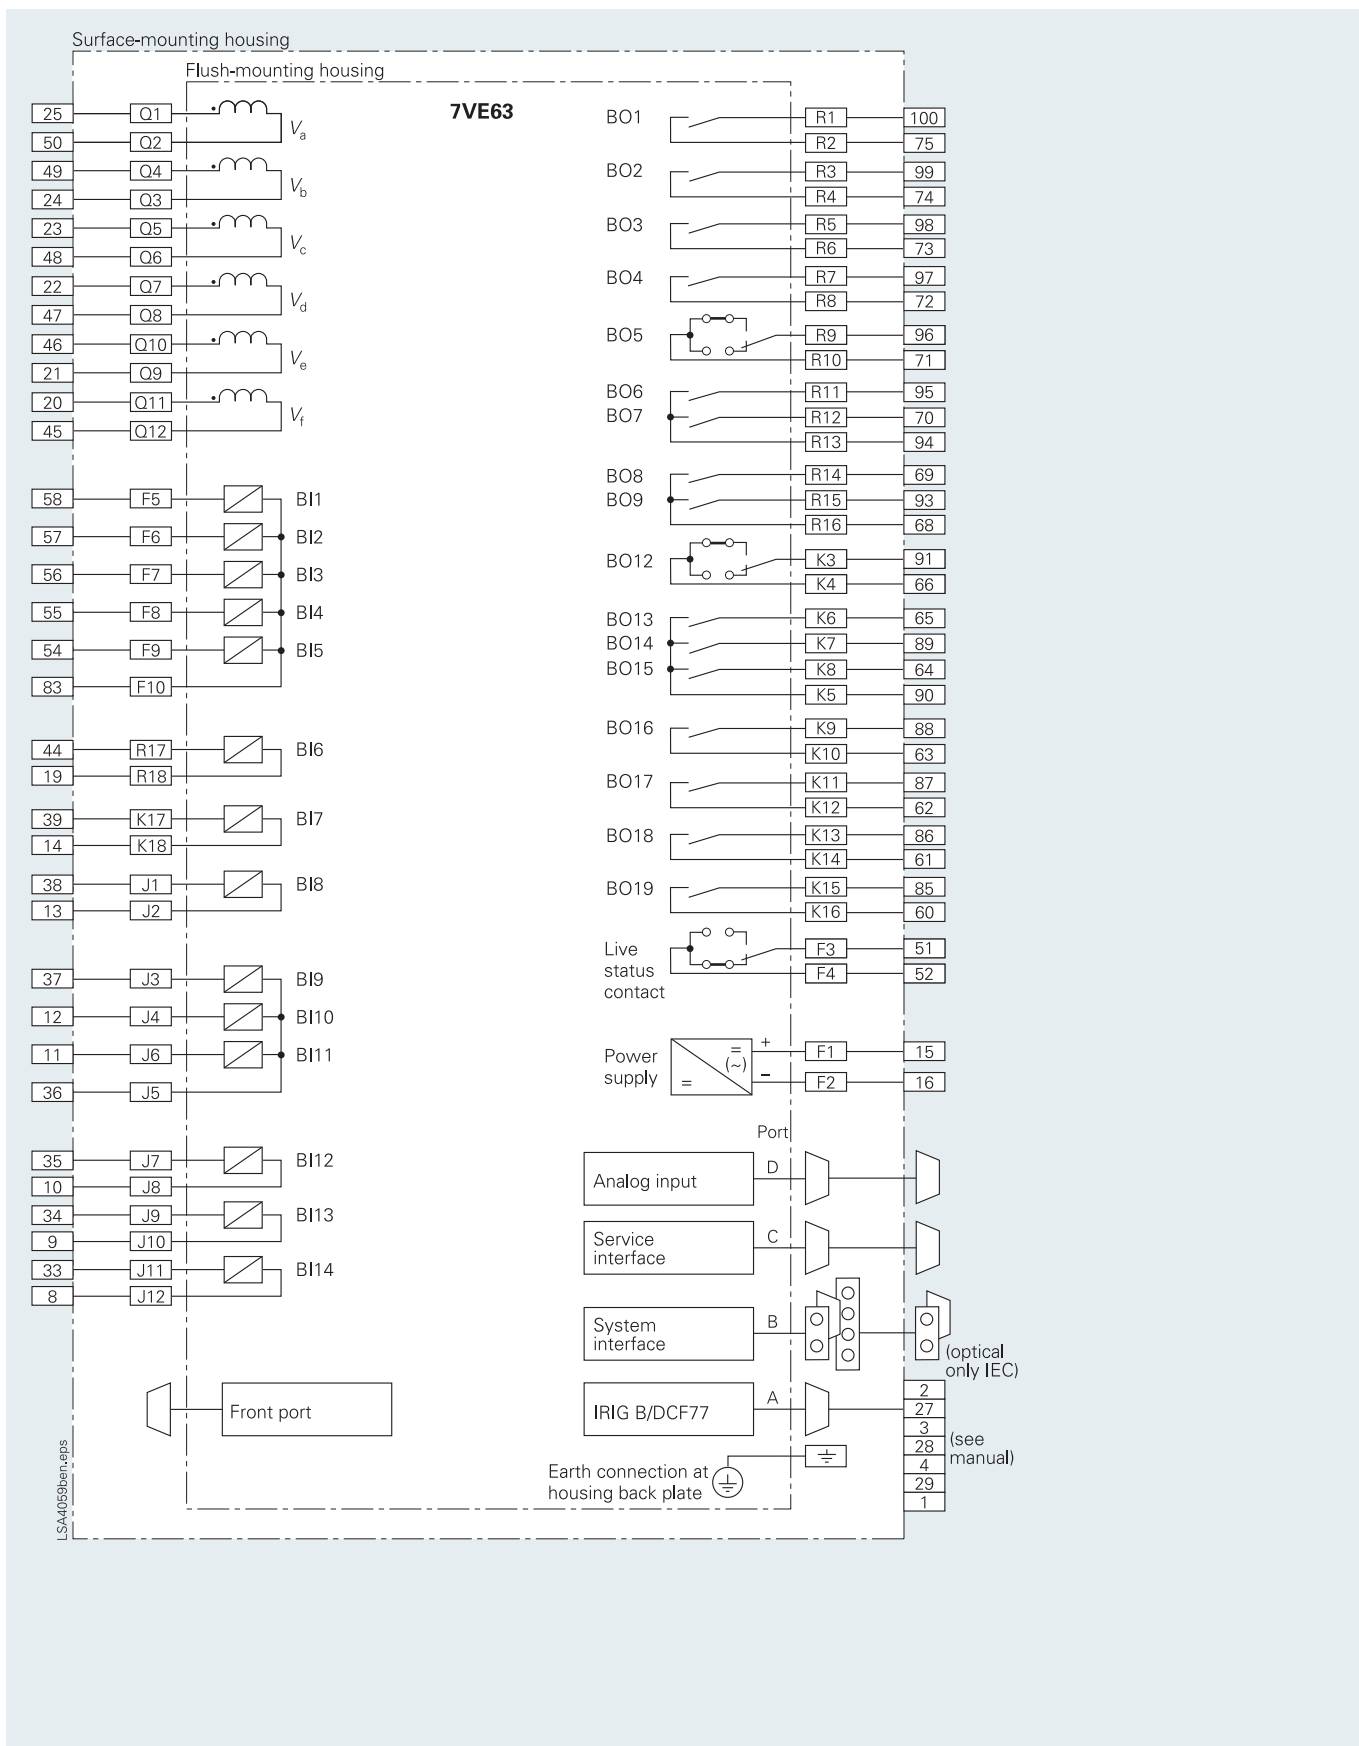 Surface-mounting housing
Flush-mounting housing
7VE63
25 Q1
Va
50 Q2
49 Q4
Vb
24 Q3
23 Q5
Vc
48 Q6
22 Q7
Vd
47 Q8
46 Q10
Ve
21 Q9
20 Q11
Vf
45 Q12
58 F5 BI1
57 F6 BI2
56 F7 BI3
55 F8 BI4
54 F9 BI5
83 F10
44 R17 BI6
19 R18
39 K17 BI7
14 K18
38 J1 BI8
13 J2
37 J3 BI9
12 J4 BI10
11 J6 BI11
36 J5
35 J7 BI12
10 J8
34 J9 BI13
9 J10
33 J11 BI14
8 J12
Front port
BO1 R1 100
R2 75
BO2 R3 99
R4 74
BO3 R5 98
R6 73
BO4 R7 97
R8 72
BO5 R9 96
R10 71
BO6 R11 95
BO7 R12 70
R13 94
BO8 R14 69
BO9 R15 93
R16 68
BO12 K3 91
K4 66
BO13 K6 65
BO14 K7 89
BO15 K8 64
K5 90
BO16 K9 88
K10 63
BO17 K11 87
K12 62
BO18 K13 86
K14 61
BO19 K15 85
K16 60
Live
status
contact
F3 51
F4 52
Power
supply
= (~) =
+ F1 15
− F2 16
Port
Analog input D
Service
interface
C
System
interface
B
(optical
only IEC)
IRIG B/DCF77 A
2
27
3
28
4
29
1
(see
manual)
Earth connection at
housing back plate
LSA4059ben.eps